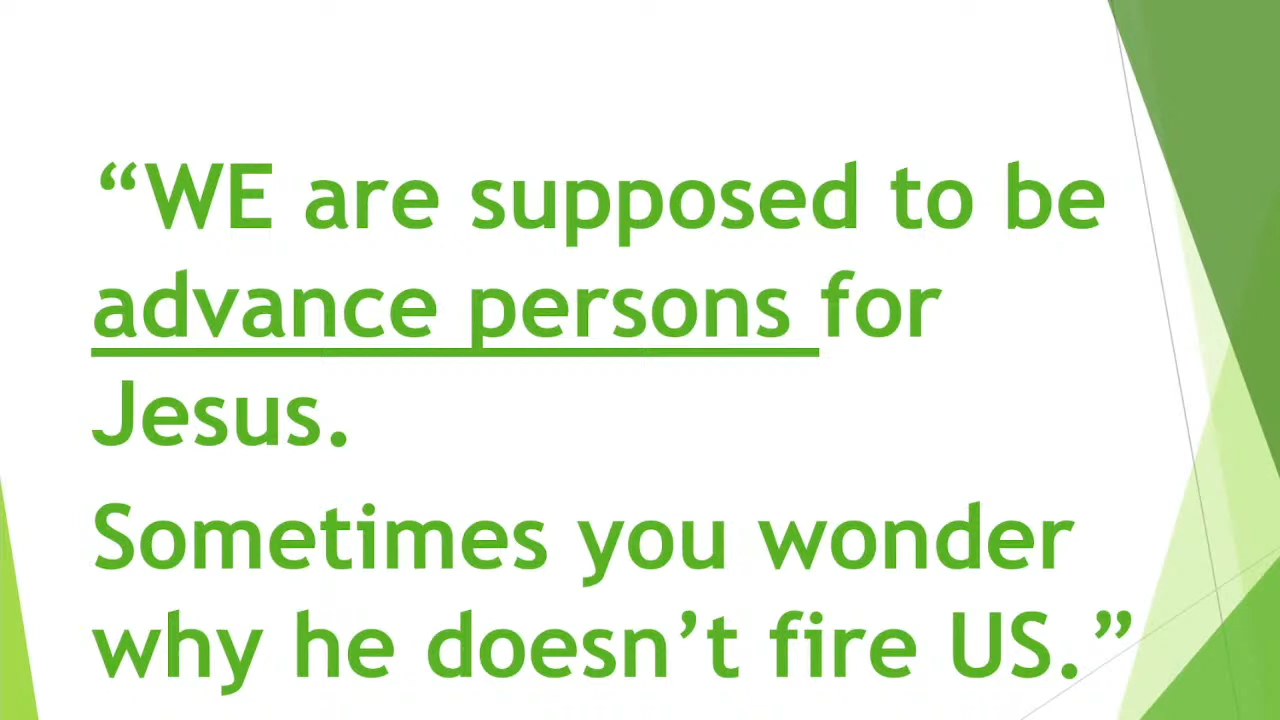 “WE are supposed to be
advance persons for
Jesus.
Sometimes you wonder
why he doesn’t fire US.”